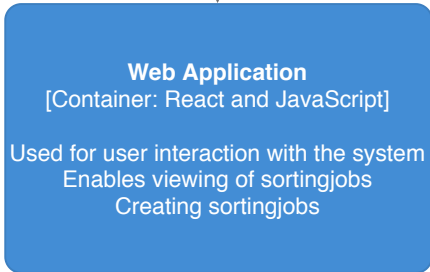 Web Application
[Container: React and JavaScript]
Used for user interaction with the system
Enables viewing of sortingjobs
Creating sortingjobs